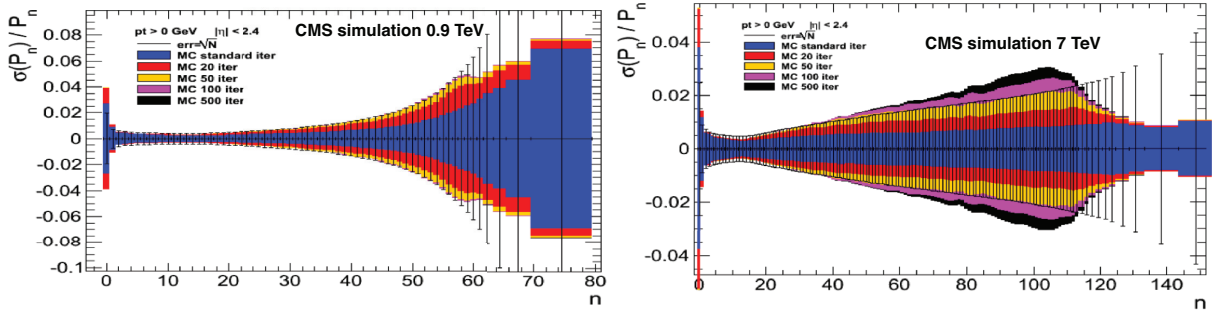 CMS simulation 0.9 TeV
pt > 0 GeV |η| < 2.4
err=√N
MC standard iter
MC 20 iter
MC 50 iter
MC 100 iter
MC 500 iter
σ(P_n) / P_n
0.08
0.06
0.04
0.02
0
-0.02
-0.04
-0.06
-0.08
-0.1
0 10 20 30 40 50 60 70 80
n
CMS simulation 7 TeV
pt > 0 GeV |η| < 2.4
err=√N
MC standard iter
MC 20 iter
MC 50 iter
MC 100 iter
MC 500 iter
σ(P_n) / P_n
0.04
0.02
0
-0.02
-0.04
0 20 40 60 80 100 120 140
n